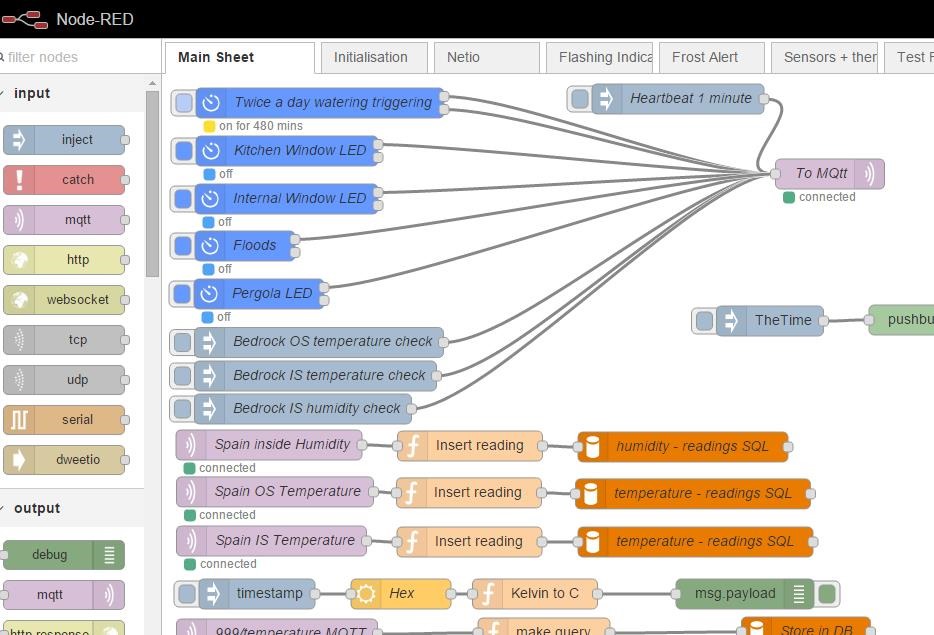 Node-RED
filter nodes
Main Sheet
Initialisation
Netio
Flashing Indica
Frost Alert
Sensors + ther
Test F
input
inject
catch
mqtt
http
websocket
tcp
udp
serial
dweetio
output
debug
mqtt
http response
Twice a day watering triggering
on for 480 mins
Heartbeat 1 minute
Kitchen Window LED
off
To MQtt
connected
Internal Window LED
off
Floods
off
Pergola LED
off
TheTime
pushbu
Bedrock OS temperature check
Bedrock IS temperature check
Bedrock IS humidity check
Spain inside Humidity
connected
Insert reading
humidity - readings SQL
Spain OS Temperature
connected
Insert reading
temperature - readings SQL
Spain IS Temperature
connected
Insert reading
temperature - readings SQL
timestamp
Hex
Kelvin to C
msg.payload
999/temperature MQTT
make query
Store in DB